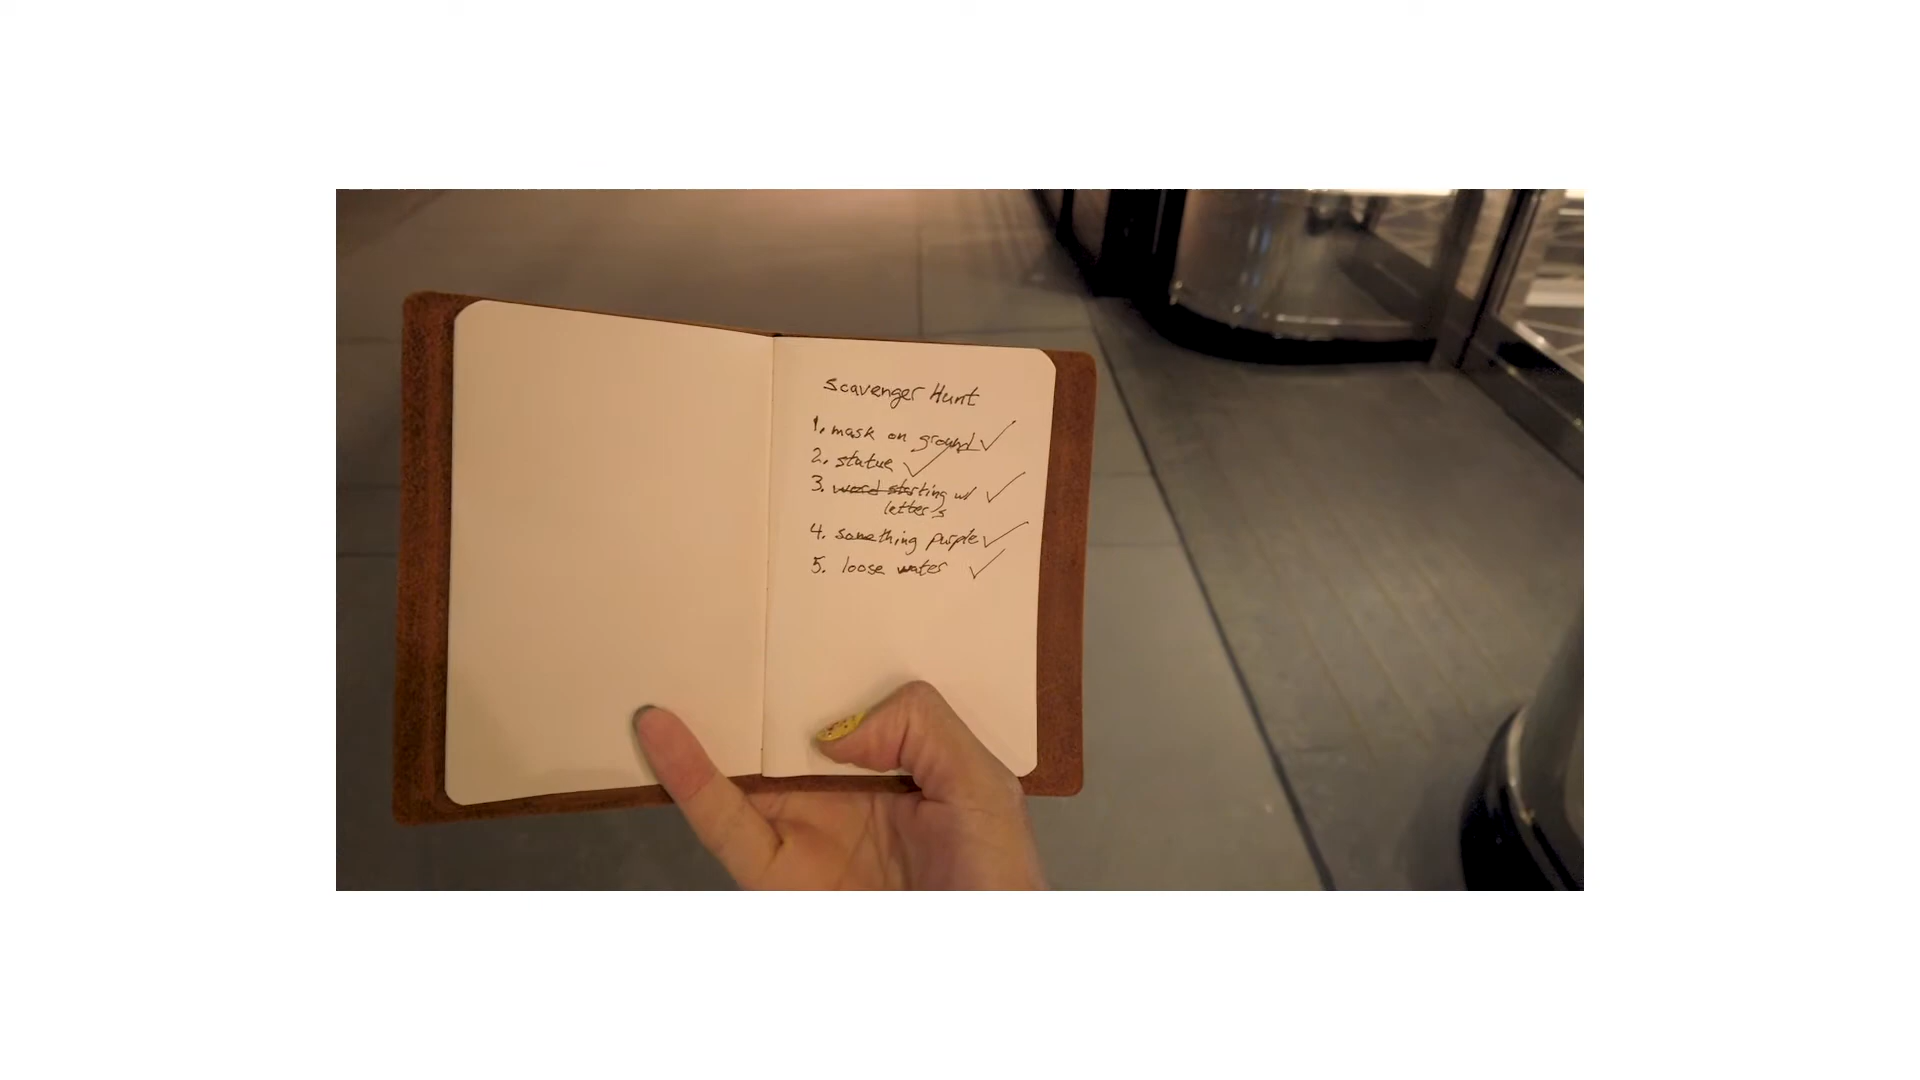 Scavenger Hunt
1. mask on ground ✓
2. statue ✓
3. word starting w/ ✓
letter s
4. something purple ✓
5. loose water ✓